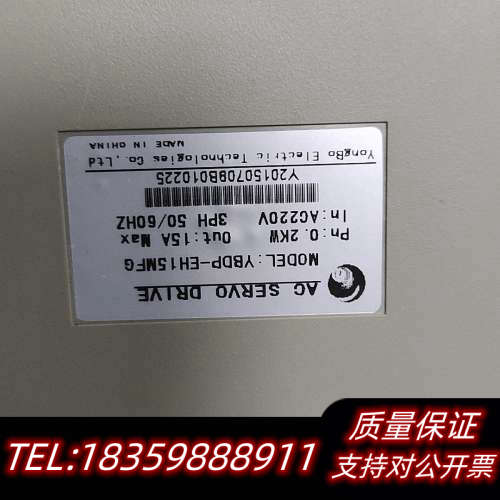 AC SERVO DRIVE
MODEL:YBDP-EH15MFG
Pn:0.2KW Out:15A Max
In:AC220V 3PH 50/60HZ
Y20150708B010225
YongBo Electric Technologies Co.,Ltd
MADE IN CHINA
TEL:18359888911
质量保证
支持对公开票